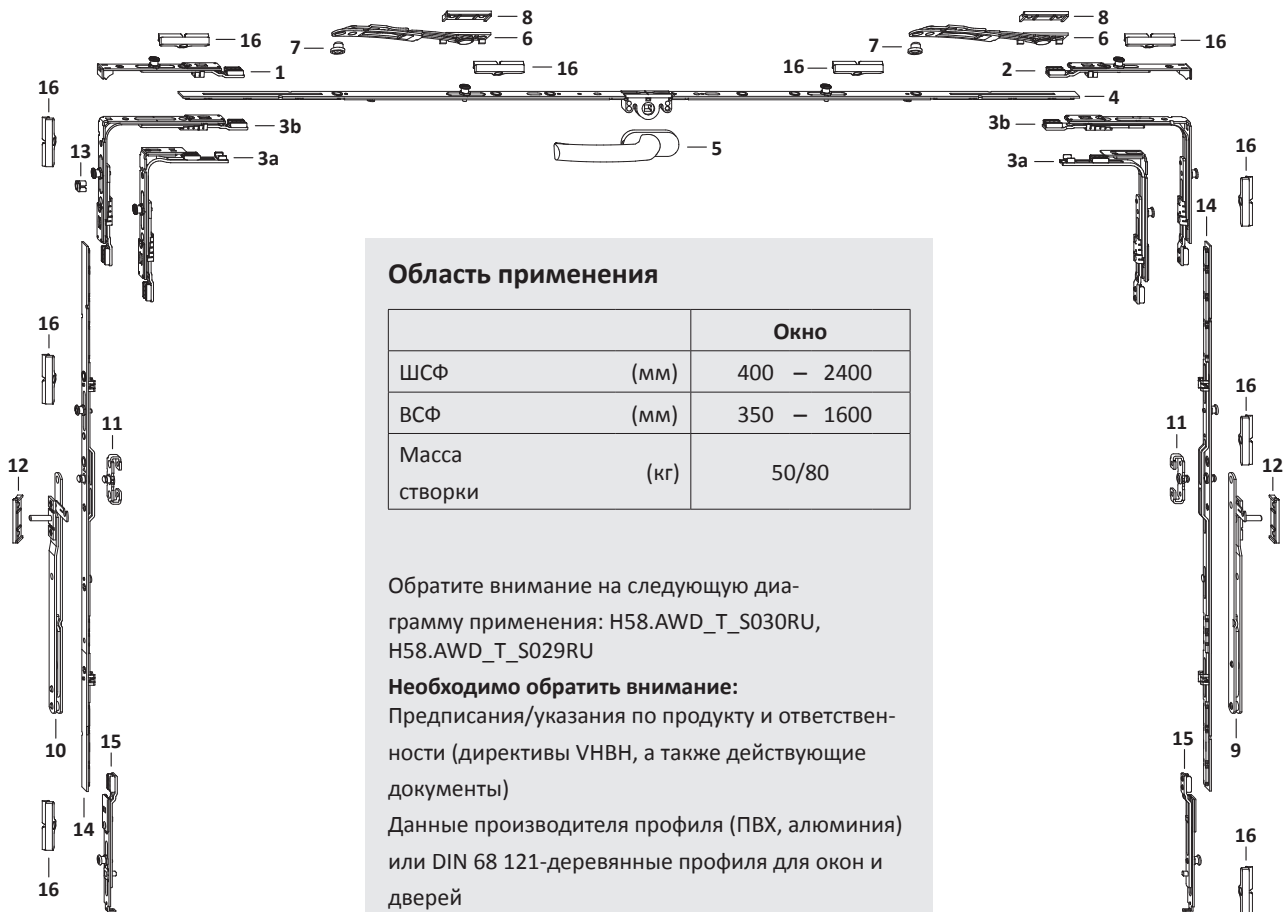 8
8
16
7
6
7
6
16
1
16
16
2
16
4
3b
3b
5
13
3a
3a
16
14
Область применения
Окно
ШСФ (мм) 400 – 2400
ВСФ (мм) 350 – 1600
Масса
створки
(кг) 50/80
16
16
11
11
12
12
Обратите внимание на следующую диа-
грамму применения: H58.AWD_T_S030RU,
H58.AWD_T_S029RU
Необходимо обратить внимание:
Предписания/указания по продукту и ответствен-
ности (директивы VHBH, а также действующие
документы)
Данные производителя профиля (ПВХ, алюминия)
или DIN 68 121-деревянные профиля для окон и
дверей
10
15
15
9
14
16
16